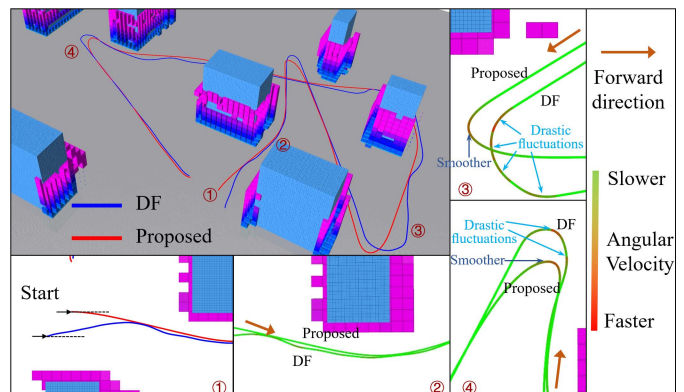 ④
②
①
③
DF
Proposed
Start
①
Proposed
DF
②
Proposed
DF
Drastic
fluctuations
Smoother
③
Drastic
fluctuations
DF
Smoother
Proposed
④
Forward
direction
Slower
Angular
Velocity
Faster